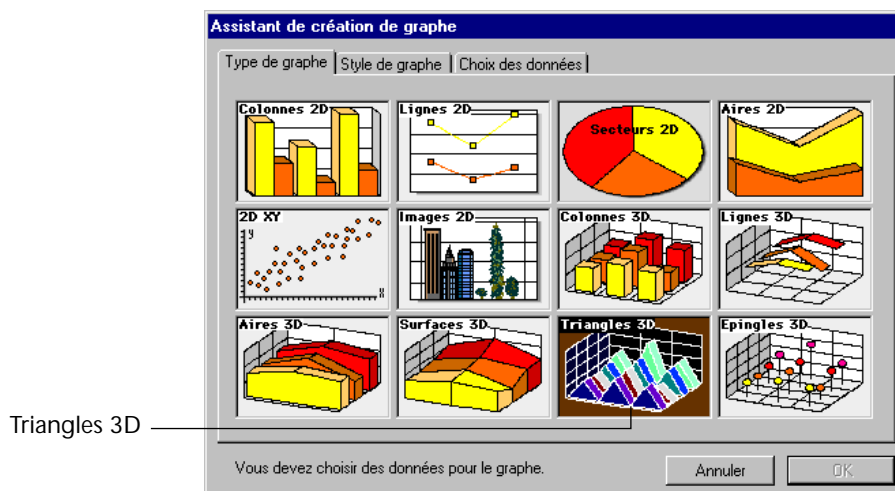 Assistant de création de graphe
Type de graphe Style de graphe Choix des données
Colonnes 2D Lignes 2D Secteurs 2D Aires 2D
2D XY Images 2D Colonnes 3D Lignes 3D
y
X
Aires 3D Surfaces 3D Triangles 3D Epingles 3D
Triangles 3D
Vous devez choisir des données pour le graphe. Annuler OK